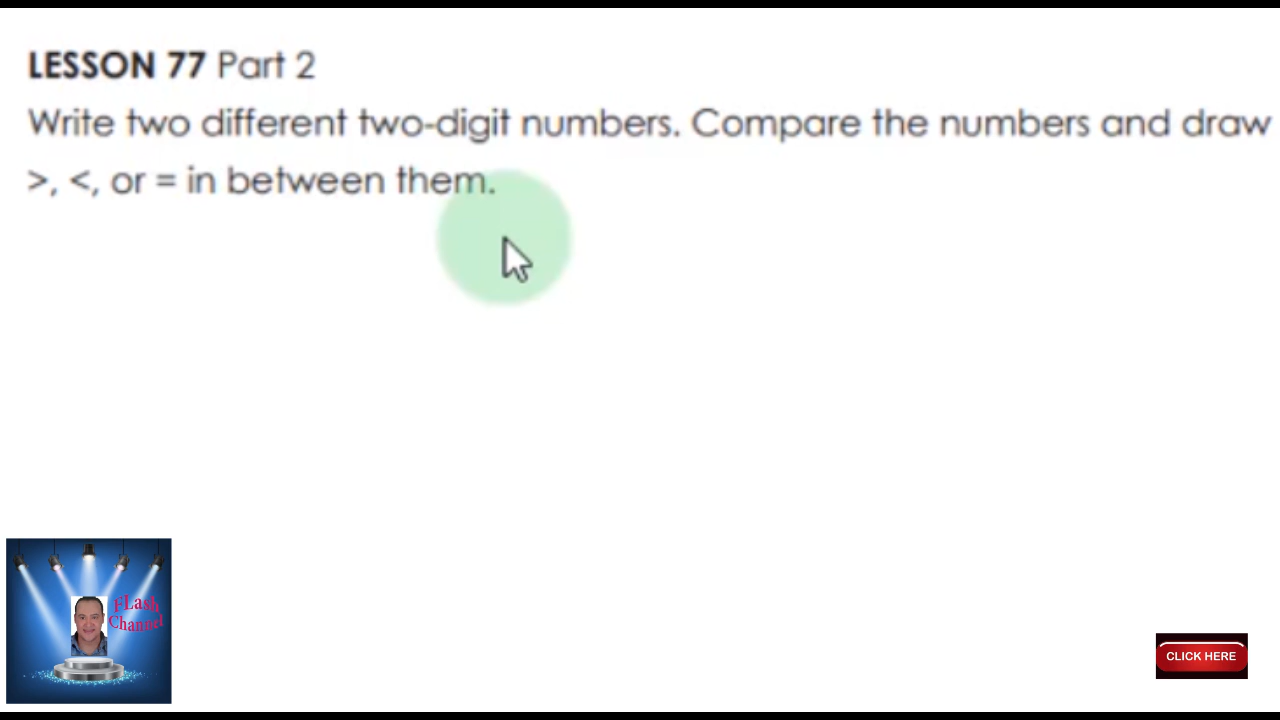 LESSON 77 Part 2
Write two different two-digit numbers. Compare the numbers and draw
>, <, or = in between them.
FLash
Channel
CLICK HERE